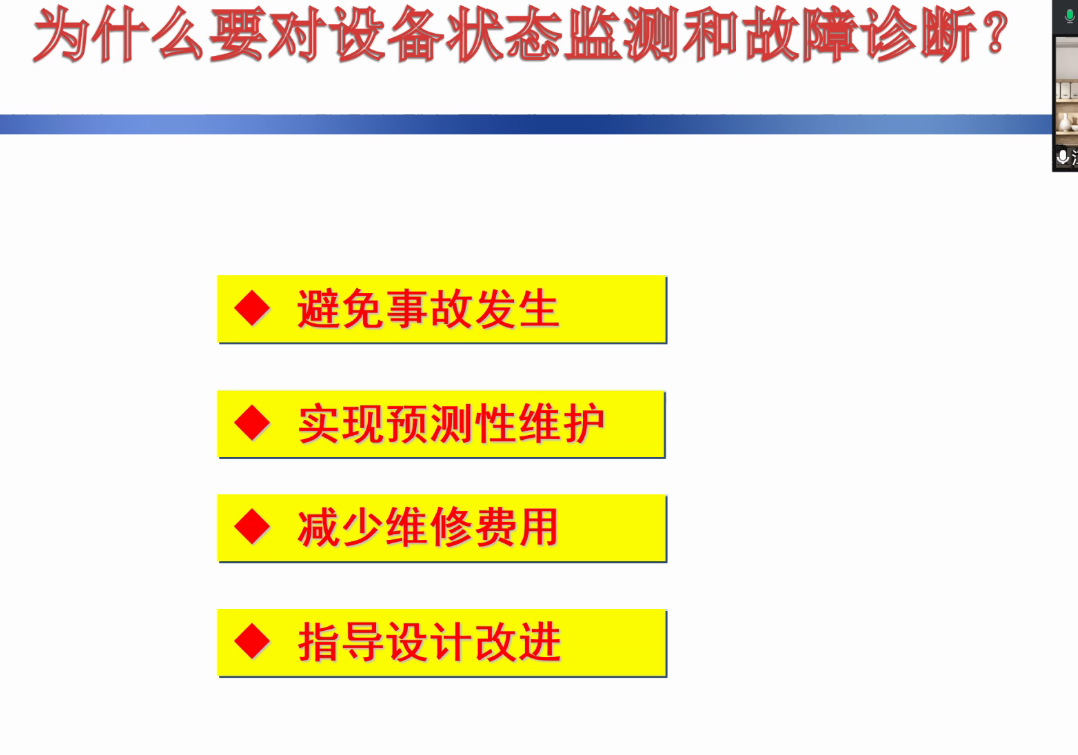 为什么要对设备状态监测和故障诊断?
◆ 避免事故发生
◆ 实现预测性维护
◆ 减少维修费用
◆ 指导设计改进